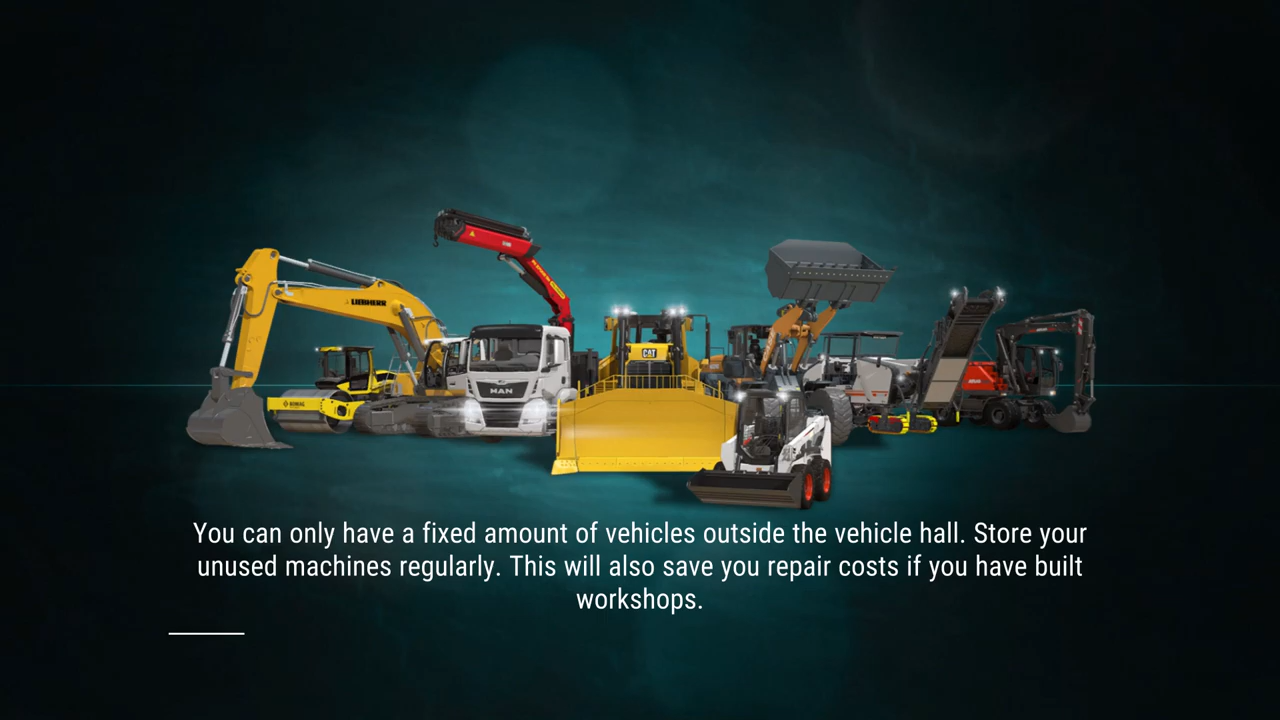 LIEBHERR
BOMAG
MAN
CAT
You can only have a fixed amount of vehicles outside the vehicle hall. Store your
unused machines regularly. This will also save you repair costs if you have built
workshops.